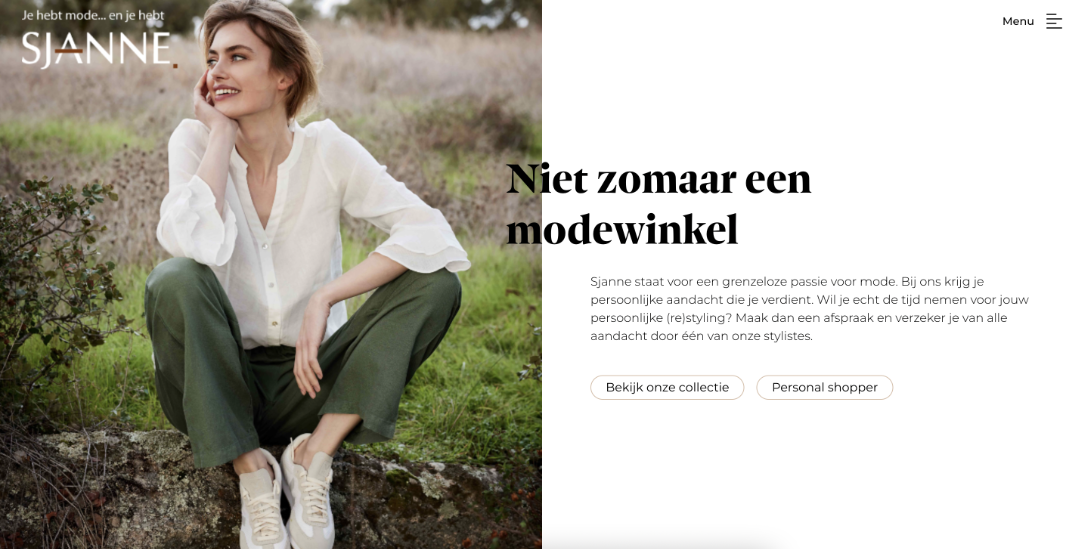 Je hebt mode... en je hebt
SJANNE.
Menu
Niet zomaar een
modewinkel
Sjanne staat voor een grenzeloze passie voor mode. Bij ons krijg je
persoonlijke aandacht die je verdient. Wil je echt de tijd nemen voor jouw
persoonlijke (re)styling? Maak dan een afspraak en verzeker je van alle
aandacht door één van onze stylistes.
Bekijk onze collectie
Personal shopper